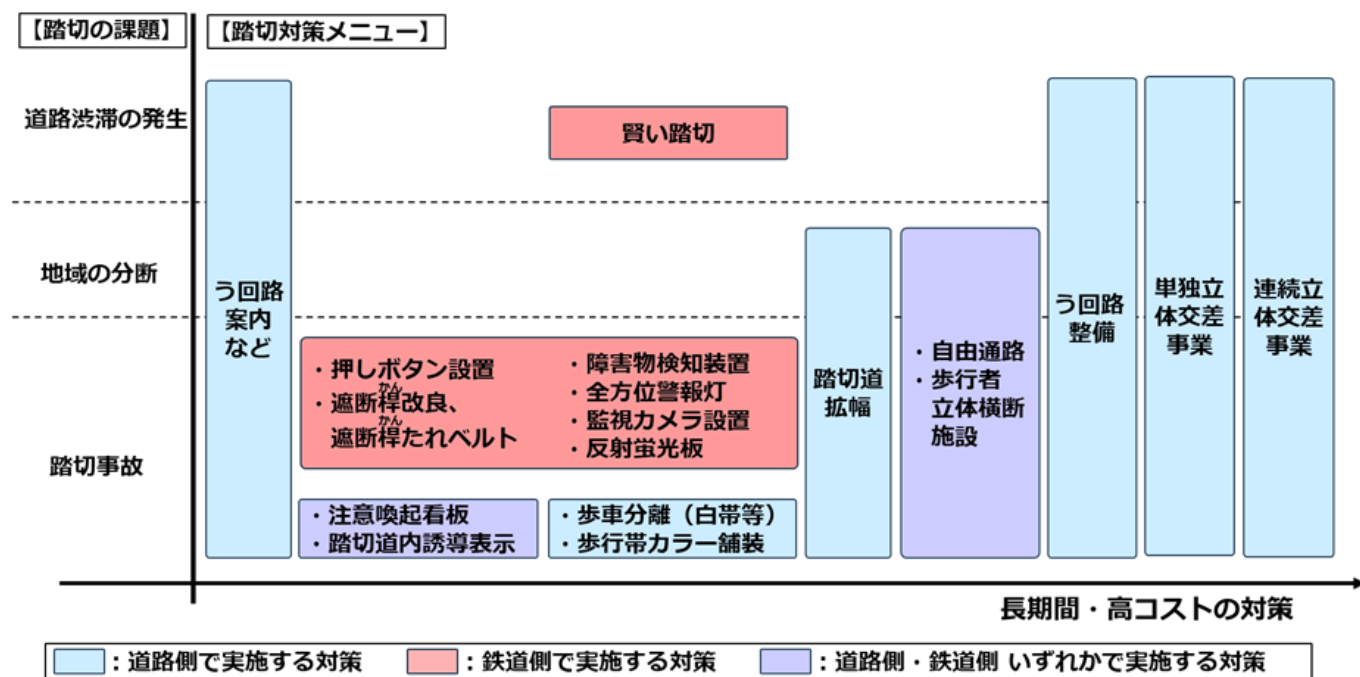 【踏切の課題】
【踏切対策メニュー】
道路渋滞の発生
地域の分断
踏切事故
う回路
案内
など
賢い踏切
・押しボタン設置
・遮断桿改良、
かん
遮断桿たれベルト
かん
・障害物検知装置
・全方位警報灯
・監視カメラ設置
・反射蛍光板
・注意喚起看板
・踏切道内誘導表示
・歩車分離（白帯等）
・歩行帯カラー舗装
踏切道
拡幅
・自由通路
・歩行者
立体横断
施設
う回路
整備
単独立
体交差
事業
連続立
体交差
事業
長期間・高コストの対策
：道路側で実施する対策
：鉄道側で実施する対策
：道路側・鉄道側 いずれかで実施する対策